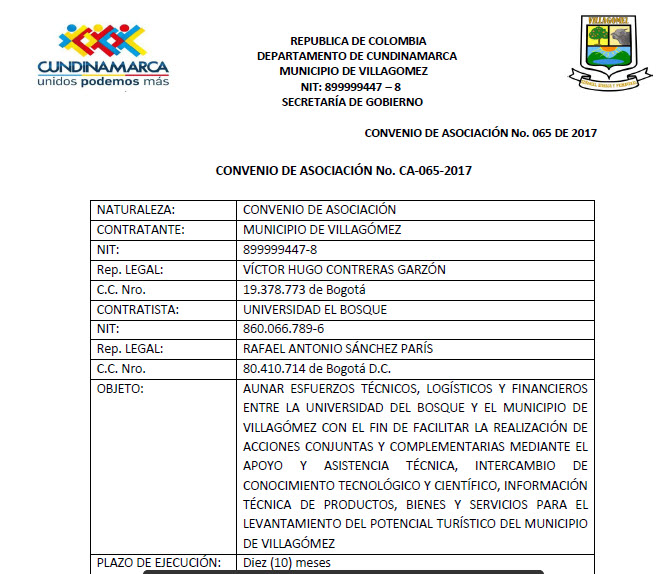 CUNDINAMARCA
unidos podemos más
REPUBLICA DE COLOMBIA
DEPARTAMENTO DE CUNDINAMARCA
MUNICIPIO DE VILLAGOMEZ
NIT: 899999447 – 8
SECRETARÍA DE GOBIERNO
VILLAGÓMEZ
CONVENIO DE ASOCIACIÓN No. 065 DE 2017
CONVENIO DE ASOCIACIÓN No. CA-065-2017
NATURALEZA: CONVENIO DE ASOCIACIÓN
CONTRATANTE: MUNICIPIO DE VILLAGÓMEZ
NIT: 899999447-8
Rep. LEGAL: VÍCTOR HUGO CONTRERAS GARZÓN
C.C. Nro. 19.378.773 de Bogotá
CONTRATISTA: UNIVERSIDAD EL BOSQUE
NIT: 860.066.789-6
Rep. LEGAL: RAFAEL ANTONIO SÁNCHEZ PARÍS
C.C. Nro. 80.410.714 de Bogotá D.C.
OBJETO: AUNAR ESFUERZOS TÉCNICOS, LOGÍSTICOS Y FINANCIEROS
ENTRE LA UNIVERSIDAD DEL BOSQUE Y EL MUNICIPIO DE
VILLAGÓMEZ CON EL FIN DE FACILITAR LA REALIZACIÓN DE
ACCIONES CONJUNTAS Y COMPLEMENTARIAS MEDIANTE EL
APOYO Y ASISTENCIA TÉCNICA, INTERCAMBIO DE
CONOCIMIENTO TECNOLÓGICO Y CIENTÍFICO, INFORMACIÓN
TÉCNICA DE PRODUCTOS, BIENES Y SERVICIOS PARA EL
LEVANTAMIENTO DEL POTENCIAL TURÍSTICO DEL MUNICIPIO
DE VILLAGÓMEZ
PLAZO DE EJECUCIÓN: Diez (10) meses